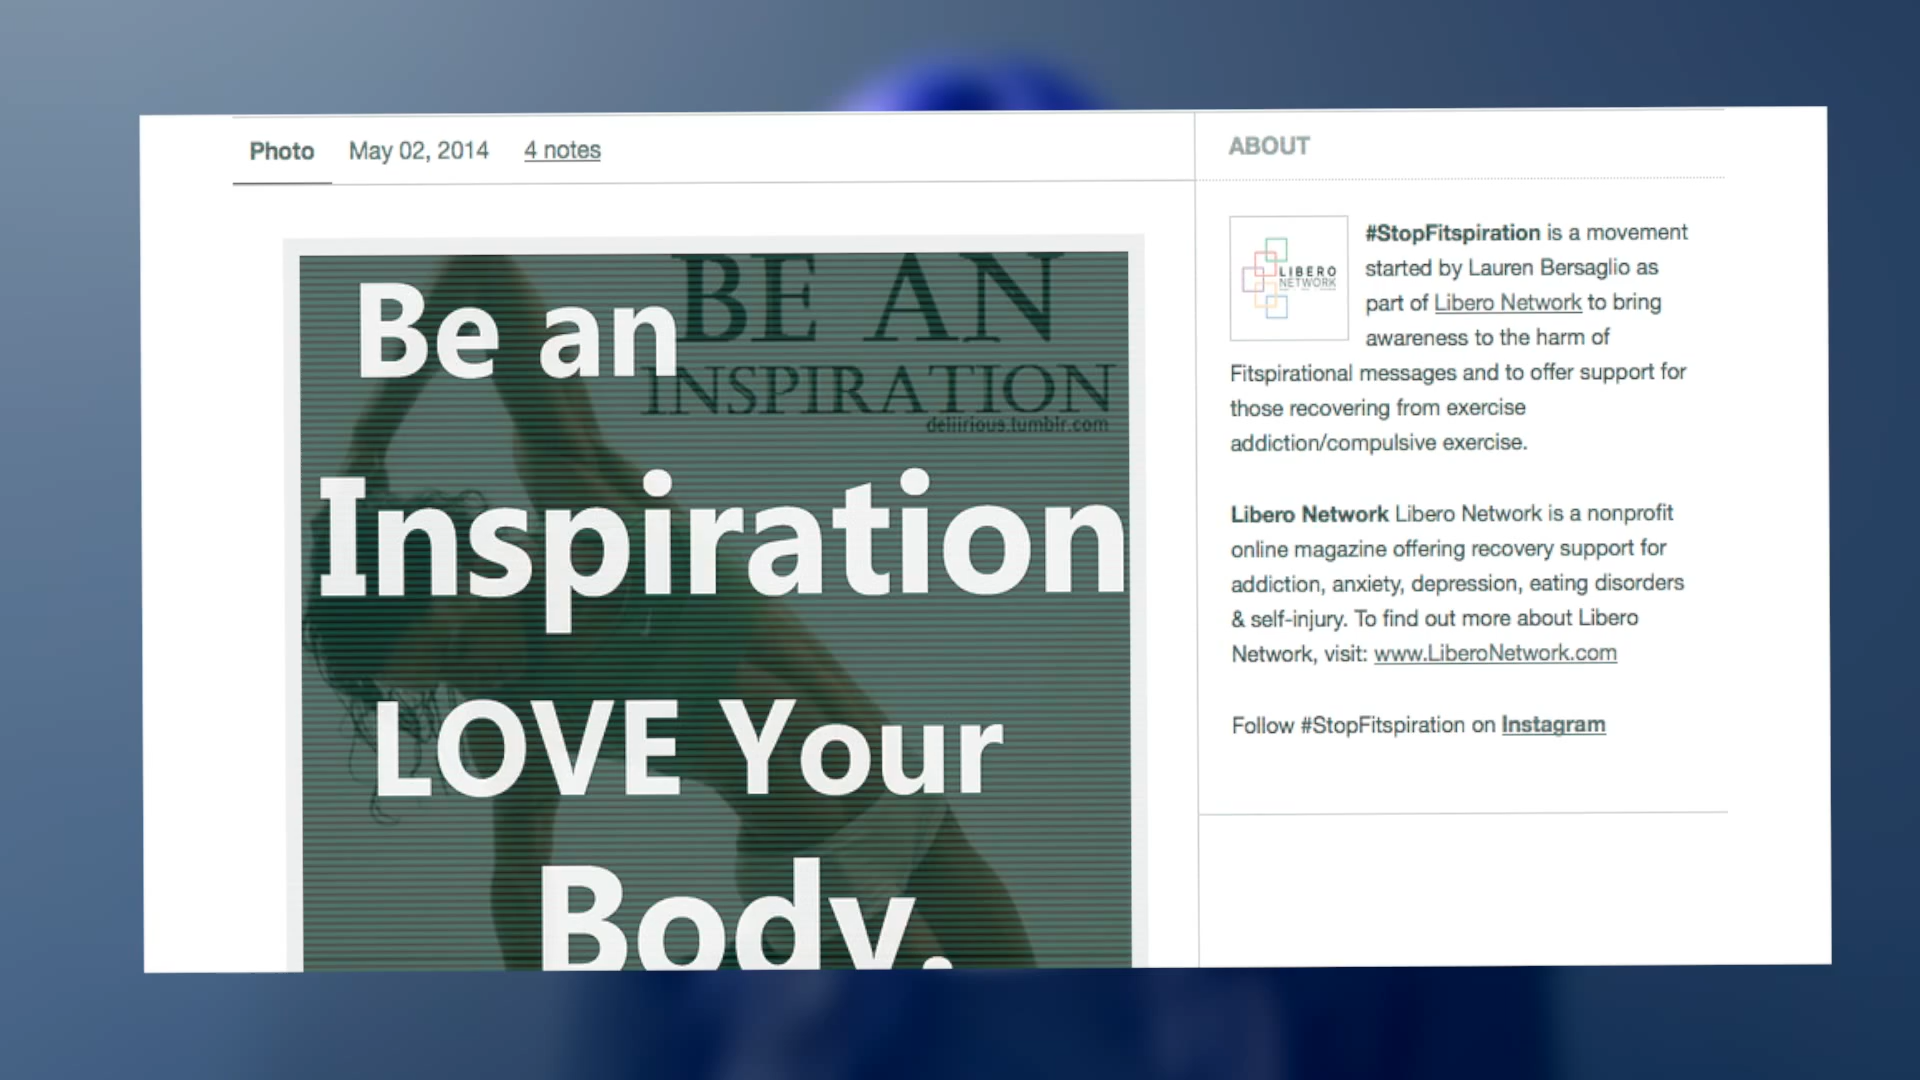 Photo May 02, 2014 4 notes
Be an
BE AN
INSPIRATION
deliirious.tumblr.com
Inspiration
LOVE Your
Body.
ABOUT
LIBERO
NETWORK
#StopFitspiration is a movement
started by Lauren Bersaglio as
part of Libero Network to bring
awareness to the harm of
Fitspirational messages and to offer support for
those recovering from exercise
addiction/compulsive exercise.
Libero Network Libero Network is a nonprofit
online magazine offering recovery support for
addiction, anxiety, depression, eating disorders
& self-injury. To find out more about Libero
Network, visit: www.LiberoNetwork.com
Follow #StopFitspiration on Instagram